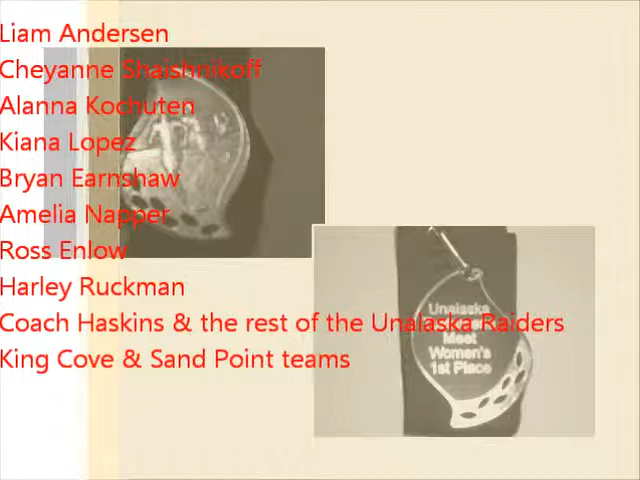 Liam Andersen
Cheyanne Shaishnikoff
Alanna Kochuten
Kiana Lopez
Bryan Earnshaw
Amelia Napper
Ross Enlow
Harley Ruckman
Coach Haskins & the rest of the Unalaska Raiders
King Cove & Sand Point teams
Unalaska
Meet
Women's
1st Place